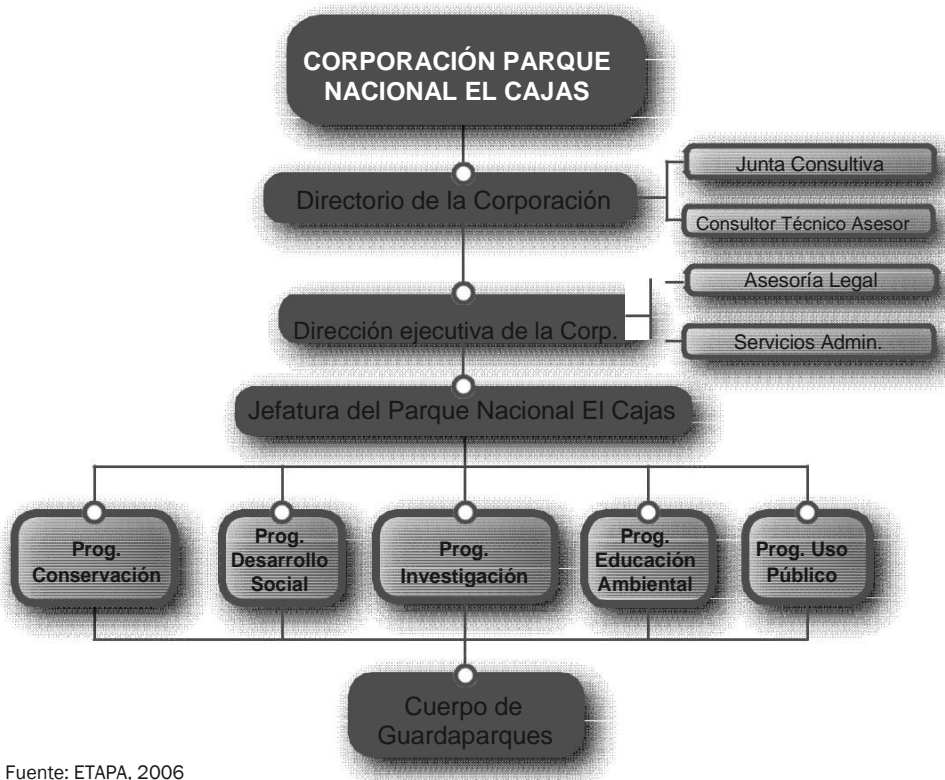 CORPORACIÓN PARQUE
NACIONAL EL CAJAS
Directorio de la Corporación
Junta Consultiva
Consultor Técnico Asesor
Dirección ejecutiva de la Corp.
Asesoría Legal
Servicios Admin.
Jefatura del Parque Nacional El Cajas
Prog.
Conservación
Prog.
Desarrollo
Social
Prog.
Investigación
Prog.
Educación
Ambiental
Prog. Uso
Público
Cuerpo de
Guardaparques
Fuente: ETAPA, 2006